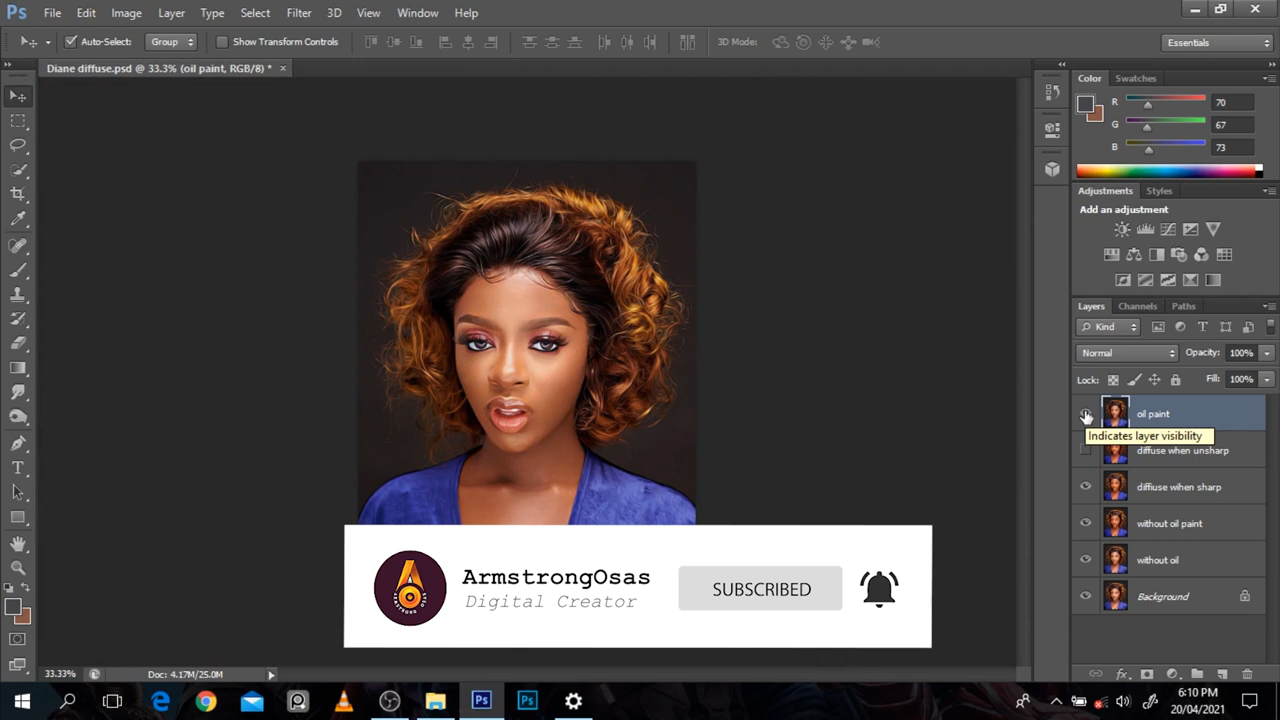 Ps File Edit Image Layer Type Select Filter 3D View Window Help
Auto-Select: Group Show Transform Controls 3D Mode: Essentials
Diane diffuse.psd @ 33.3% (oil paint, RGB/8) * ×
Color Swatches
R 70
G 67
B 73
Adjustments Styles
Add an adjustment
Layers Channels Paths
Kind
Normal Opacity: 100%
Lock: Fill: 100%
oil paint
Indicates layer visibility
diffuse when unsharp
diffiuse when sharp
without oil paint
without oil
Background
ArmstrongOsas
Digital Creator
SUBSCRIBED
33.33% Doc: 4.17M/25.0M
6:10 PM
20/04/2021